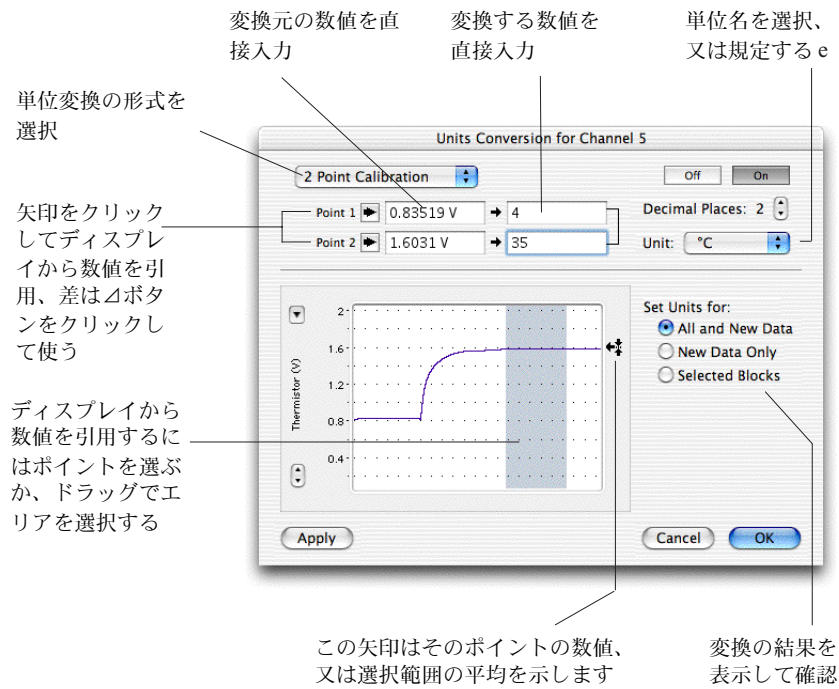 変換元の数値を直
接入力
変換する数値を
直接入力
単位名を選択、
又は規定する e
単位変換の形式を
選択
矢印をクリック
してディスプレ
イから数値を引
用、差は⊿ボタ
ンをクリックし
て使う
ディスプレイから
数値を引用するに
はポイントを選ぶ
か、ドラッグでエ
リアを選択する
Units Conversion for Channel 5
2 Point Calibration
Off
On
Point 1
0.83519 V
4
Decimal Places: 2
Point 2
1.6031 V
35
Unit:
°C
2
1.6
1.2
0.8
0.4
Thermistor (V)
Set Units for:
All and New Data
New Data Only
Selected Blocks
Apply
Cancel
OK
この矢印はそのポイントの数値、
又は選択範囲の平均を示します
変換の結果を
表示して確認